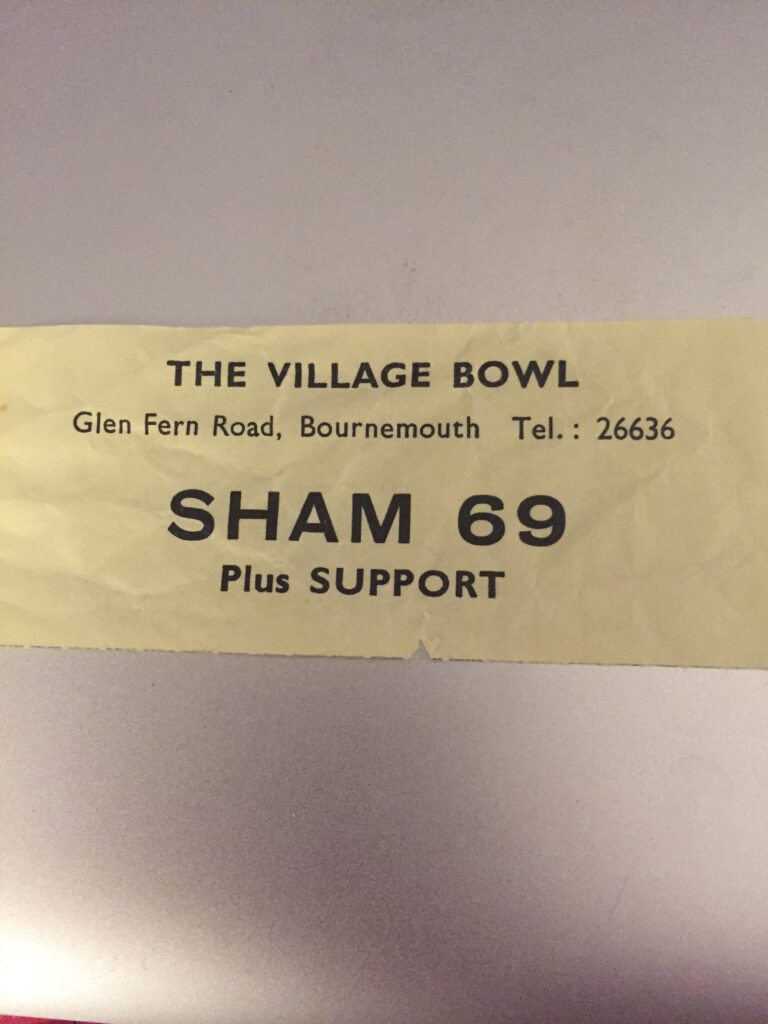 THE VILLAGE BOWL
Glen Fern Road, Bournemouth Tel.: 26636
SHAM 69
Plus SUPPORT